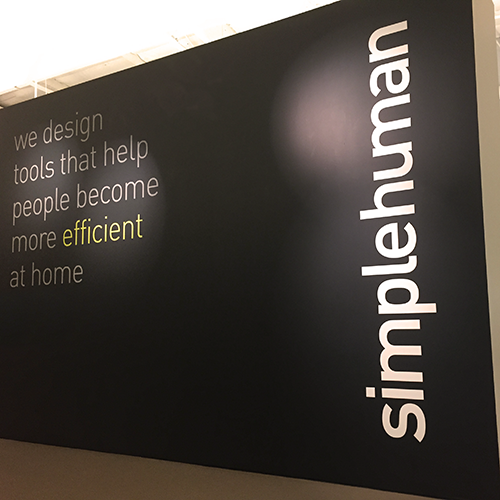 we design
tools that help
people become
more efficient
at home
simplehuman